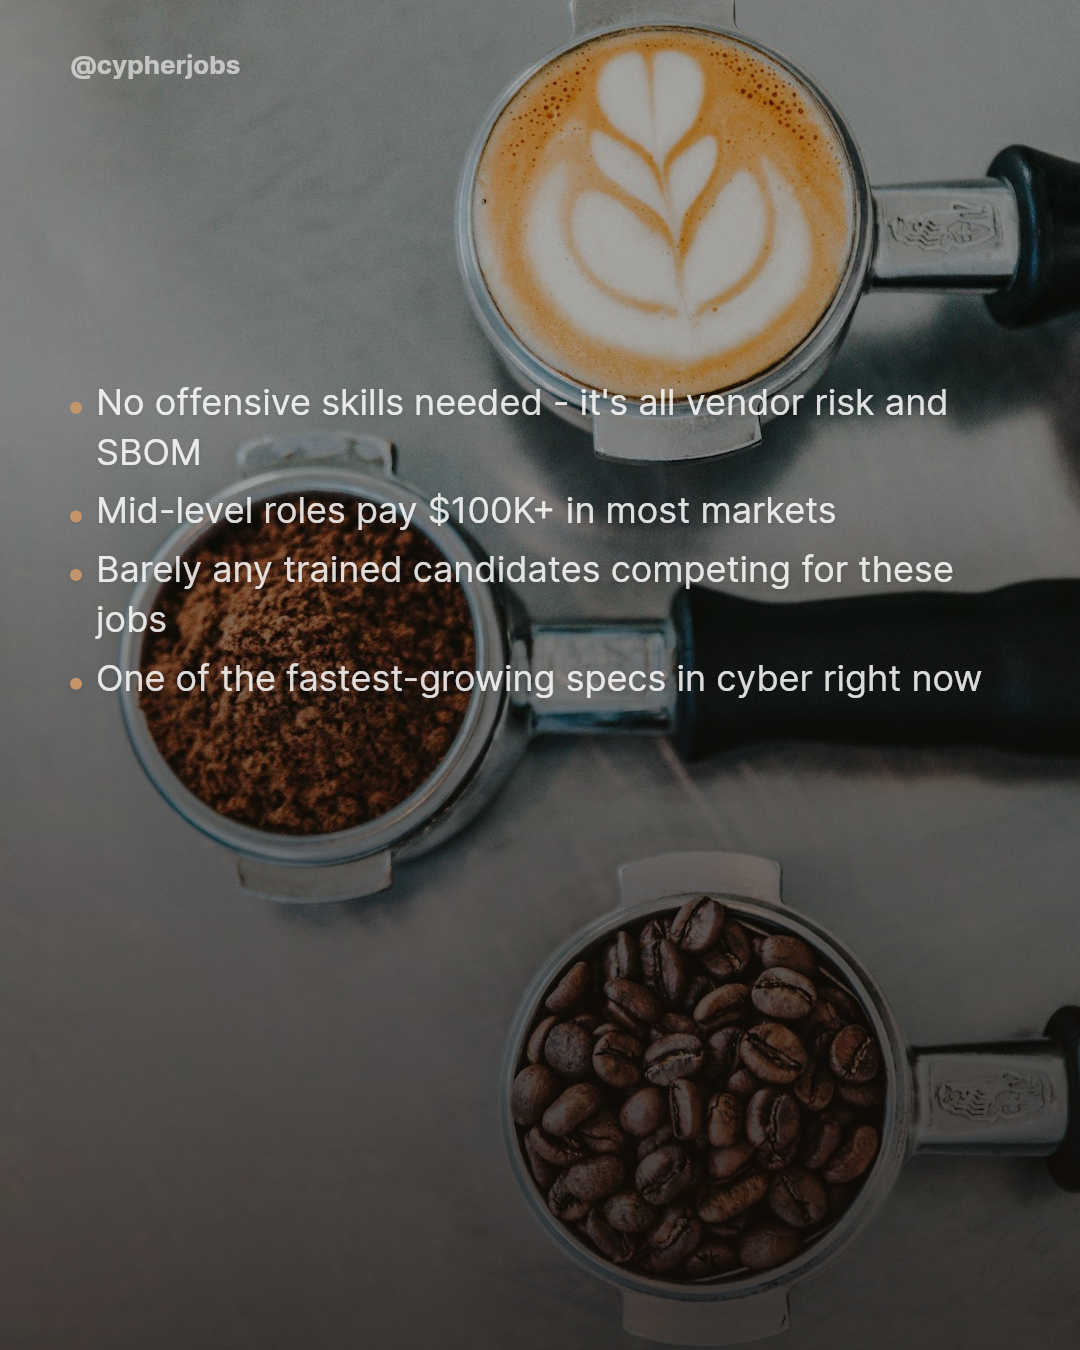 @cypherjobs
No offensive skills needed - it's all vendor risk and
SBOM
Mid-level roles pay $100K+ in most markets
Barely any trained candidates competing for these
jobs
One of the fastest-growing specs in cyber right now